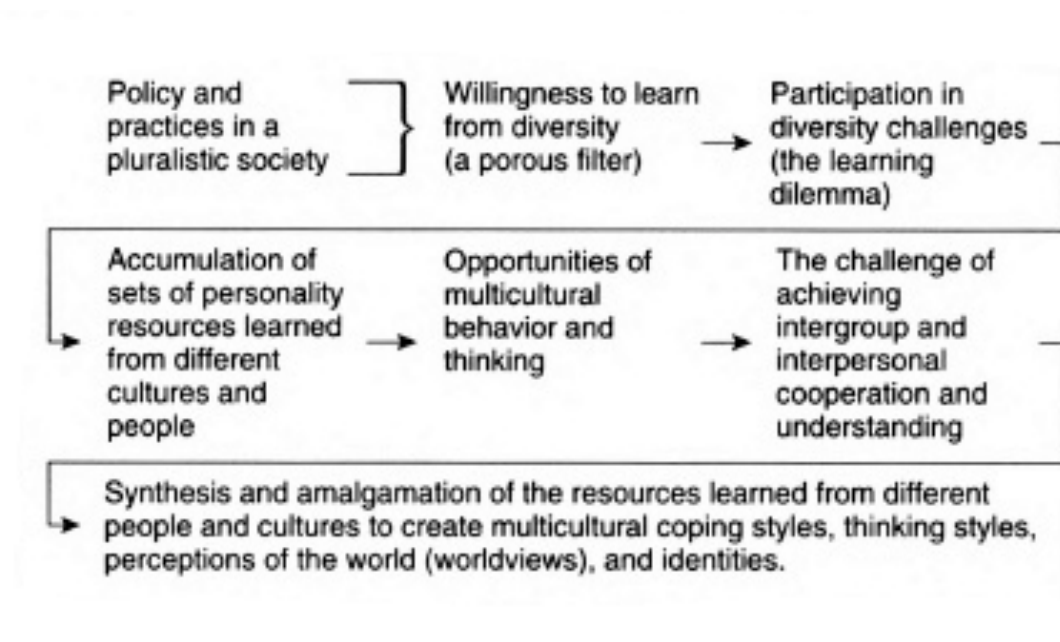 Policy and
practices in a
pluralistic society
Willingness to learn
from diversity
(a porous filter)
Participation in
diversity challenges
(the learning
dilemma)
Accumulation of
sets of personality
resources learned
from different
cultures and
people
Opportunities of
multicultural
behavior and
thinking
The challenge of
achieving
intergroup and
interpersonal
cooperation and
understanding
Synthesis and amalgamation of the resources learned from different
people and cultures to create multicultural coping styles, thinking styles,
perceptions of the world (worldviews), and identities.